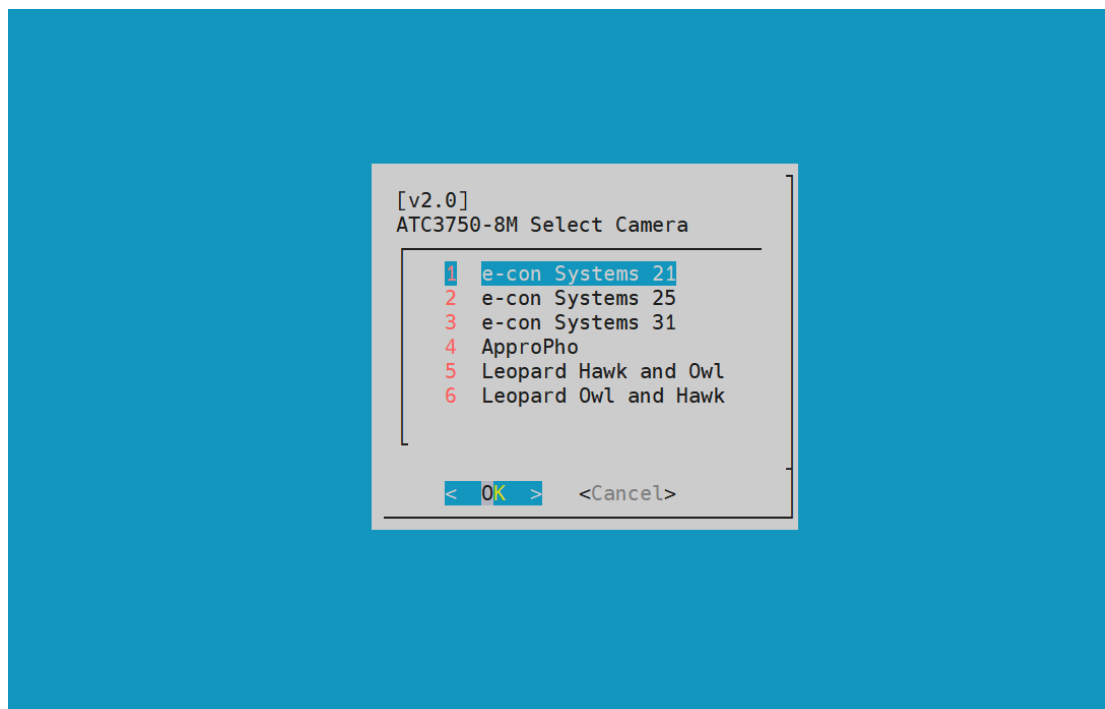 [v2.0]
ATC3750-8M Select Camera
1 e-con Systems 21
2 e-con Systems 25
3 e-con Systems 31
4 ApproPho
5 Leopard Hawk and Owl
6 Leopard Owl and Hawk
< OK > <Cancel>